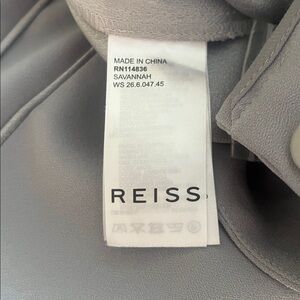 MADE IN CHINA
RN114836
SAVANNAH
WS 26.6.047.45
REISS